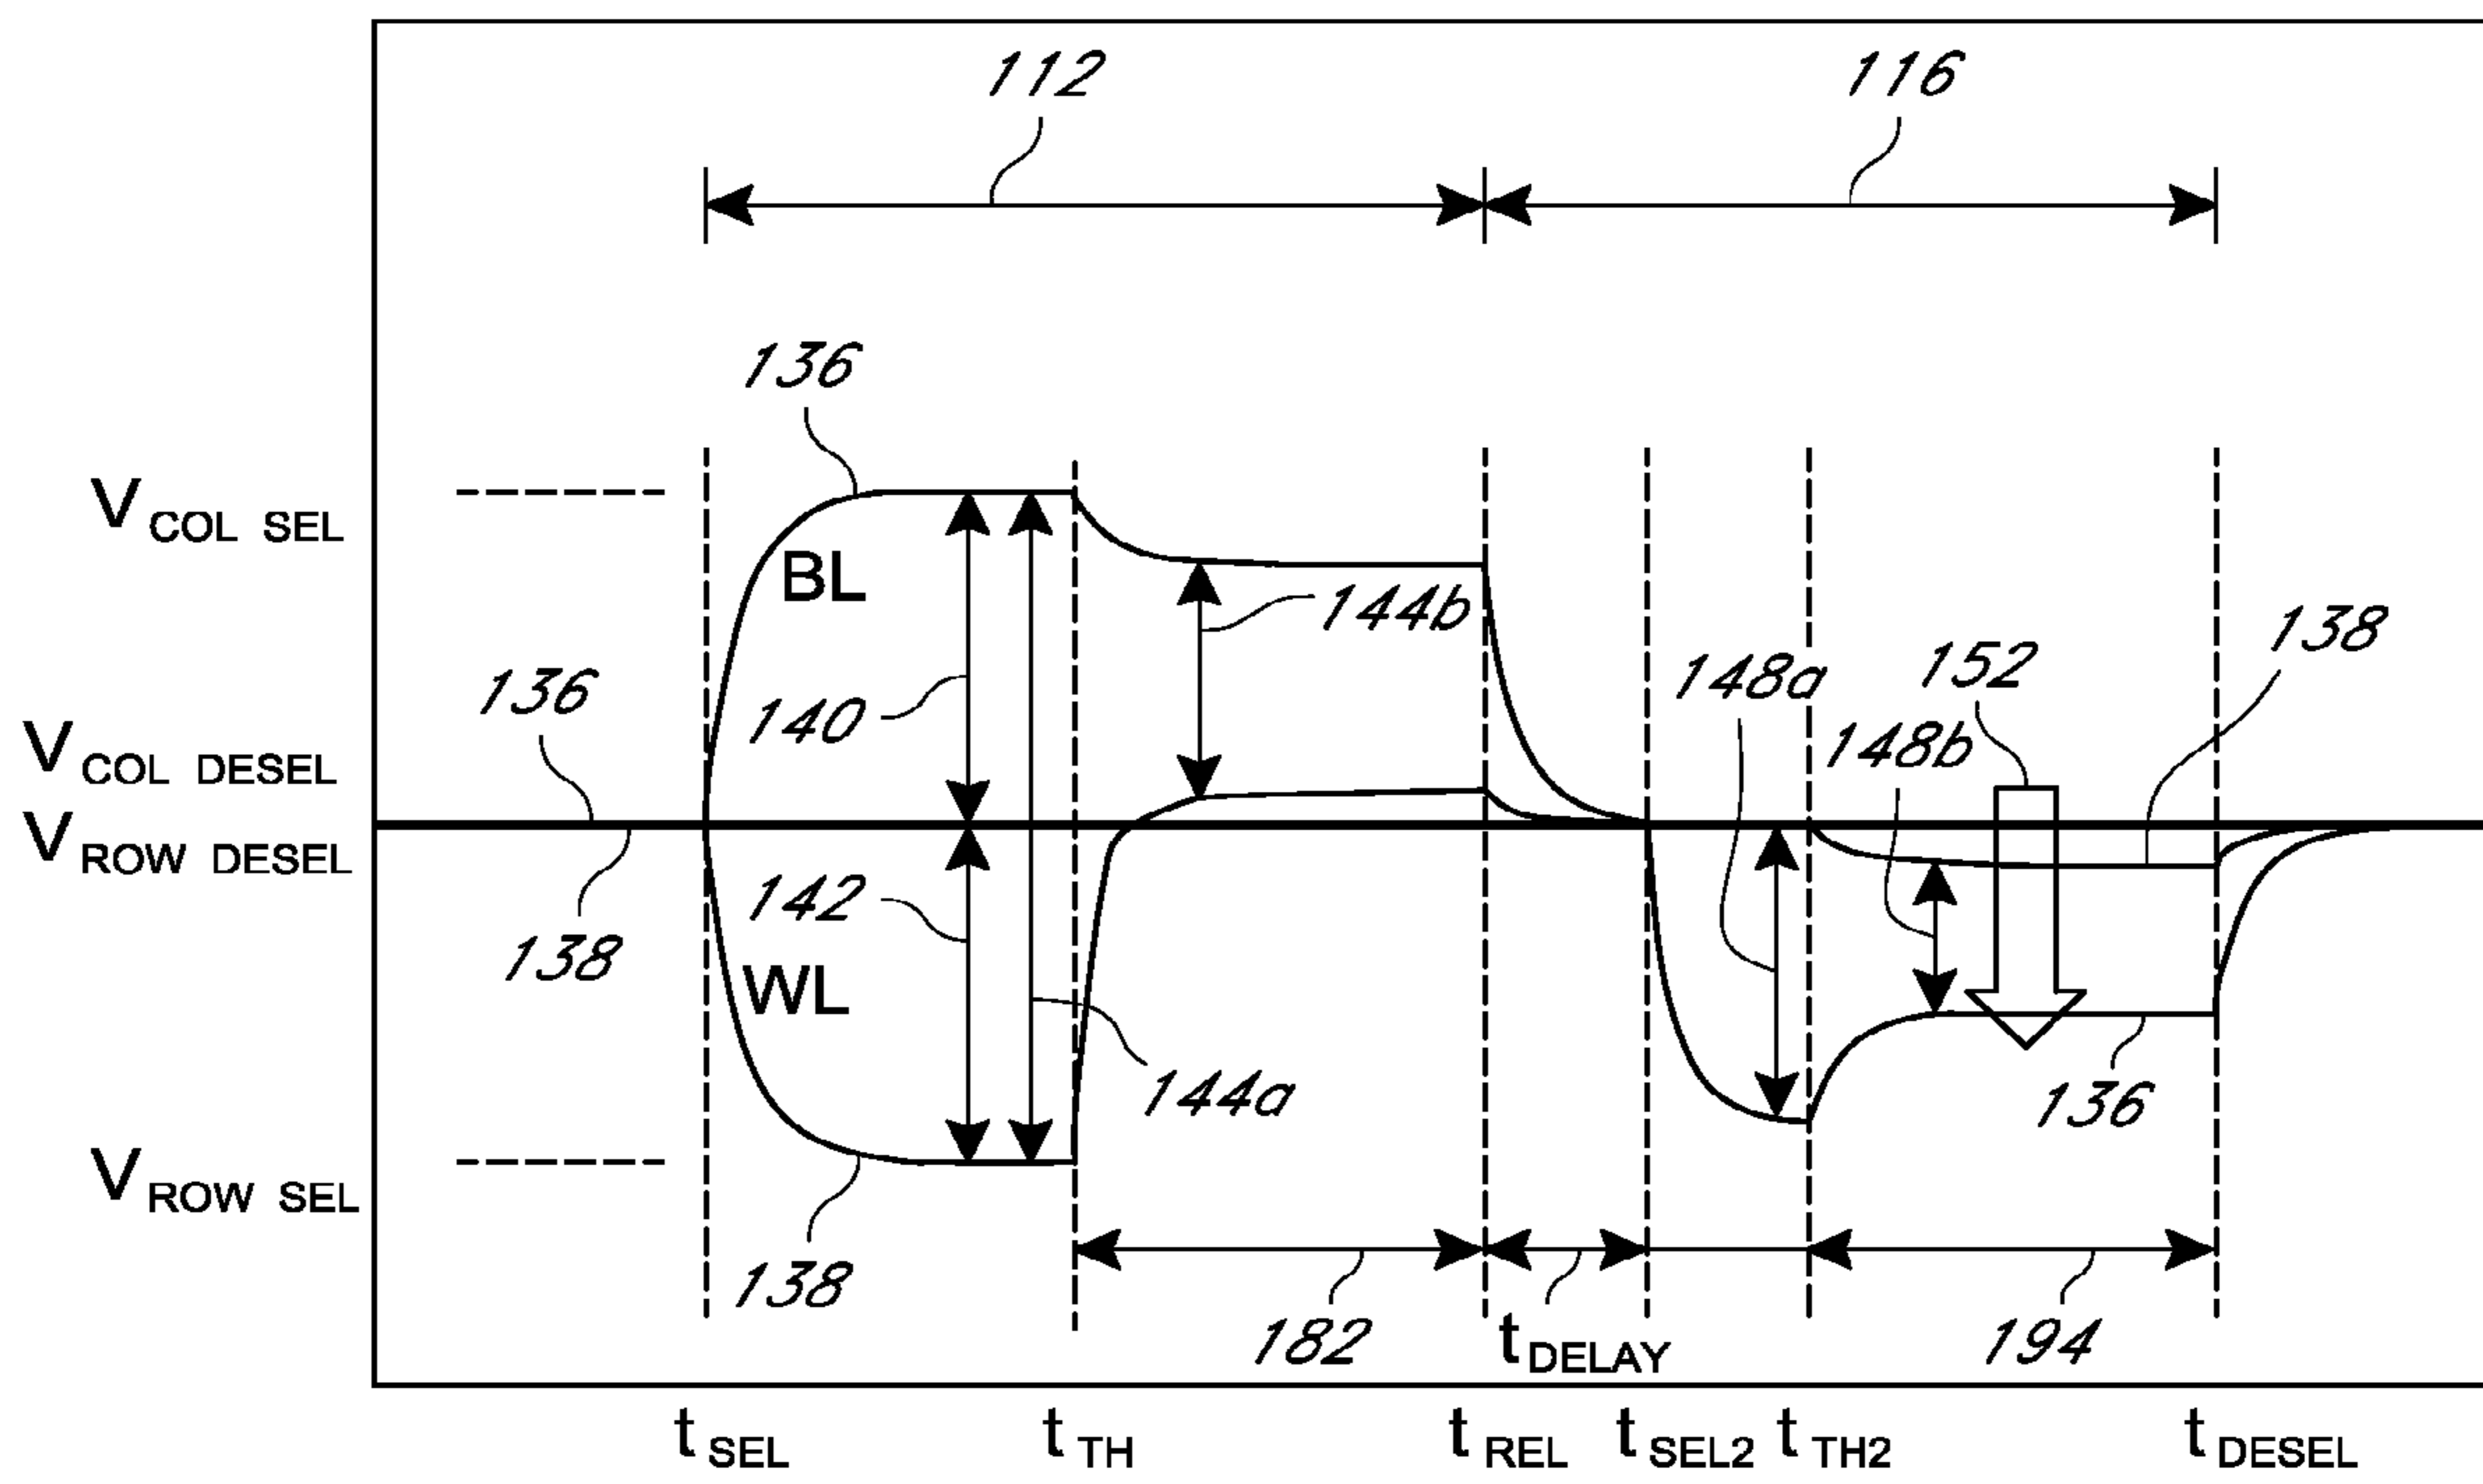 112 116
136
V COL SEL
BL
144b
138
136
140
148a
152
V COL DESEL
148b
V ROW DESEL
142
138
WL
144a
136
V ROW SEL
138
182
t DELAY
194
t SEL t TH t REL t SEL2 t TH2 t DESEL